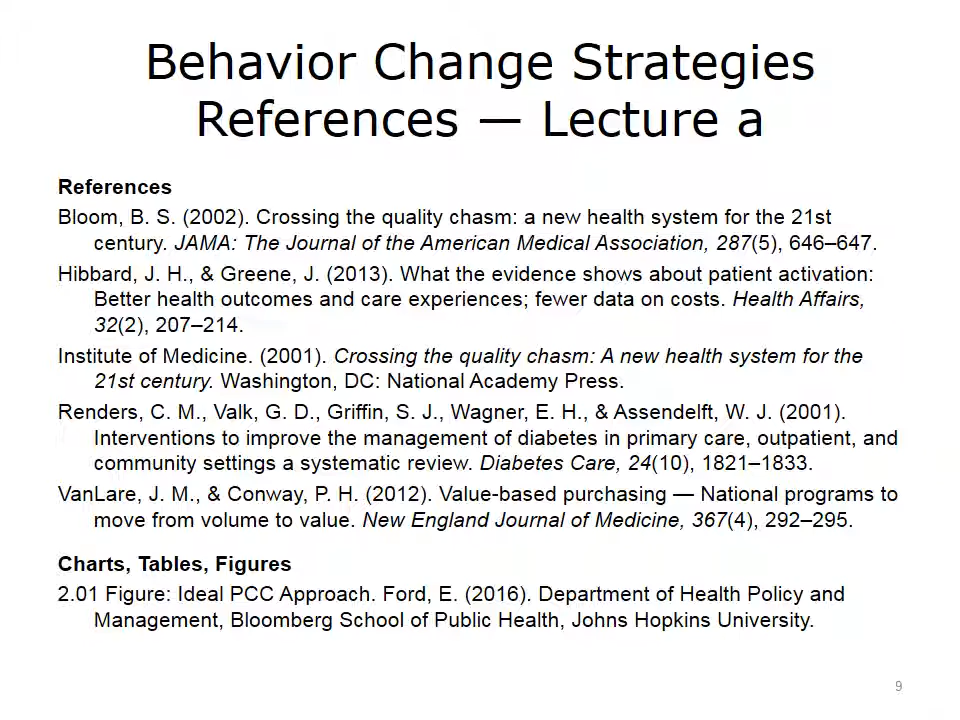 Behavior Change Strategies
References — Lecture a
References
Bloom, B. S. (2002). Crossing the quality chasm: a new health system for the 21st
century. JAMA: The Journal of the American Medical Association, 287(5), 646–647.
Hibbard, J. H., & Greene, J. (2013). What the evidence shows about patient activation:
Better health outcomes and care experiences; fewer data on costs. Health Affairs,
32(2), 207–214.
Institute of Medicine. (2001). Crossing the quality chasm: A new health system for the
21st century. Washington, DC: National Academy Press.
Renders, C. M., Valk, G. D., Griffin, S. J., Wagner, E. H., & Assendelft, W. J. (2001).
Interventions to improve the management of diabetes in primary care, outpatient, and
community settings a systematic review. Diabetes Care, 24(10), 1821–1833.
VanLare, J. M., & Conway, P. H. (2012). Value-based purchasing — National programs to
move from volume to value. New England Journal of Medicine, 367(4), 292–295.
Charts, Tables, Figures
2.01 Figure: Ideal PCC Approach. Ford, E. (2016). Department of Health Policy and
Management, Bloomberg School of Public Health, Johns Hopkins University.
9